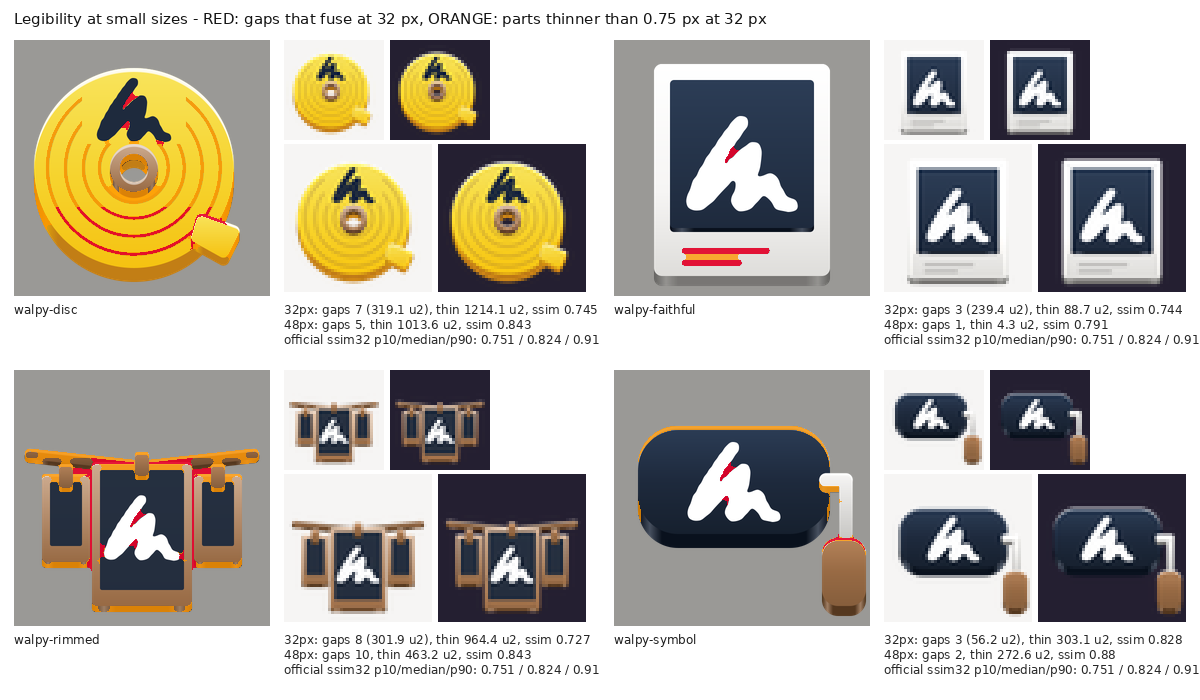 Legibility at small sizes - RED: gaps that fuse at 32 px, ORANGE: parts thinner than 0.75 px at 32 px
walpy-disc
32px: gaps 7 (319.1 u2), thin 1214.1 u2, ssim 0.745
48px: gaps 5, thin 1013.6 u2, ssim 0.843
official ssim32 p10/median/p90: 0.751 / 0.824 / 0.91
walpy-faithful
32px: gaps 3 (239.4 u2), thin 88.7 u2, ssim 0.744
48px: gaps 1, thin 4.3 u2, ssim 0.791
official ssim32 p10/median/p90: 0.751 / 0.824 / 0.91
walpy-rimmed
32px: gaps 8 (301.9 u2), thin 964.4 u2, ssim 0.727
48px: gaps 10, thin 463.2 u2, ssim 0.843
official ssim32 p10/median/p90: 0.751 / 0.824 / 0.91
walpy-symbol
32px: gaps 3 (56.2 u2), thin 303.1 u2, ssim 0.828
48px: gaps 2, thin 272.6 u2, ssim 0.88
official ssim32 p10/median/p90: 0.751 / 0.824 / 0.91